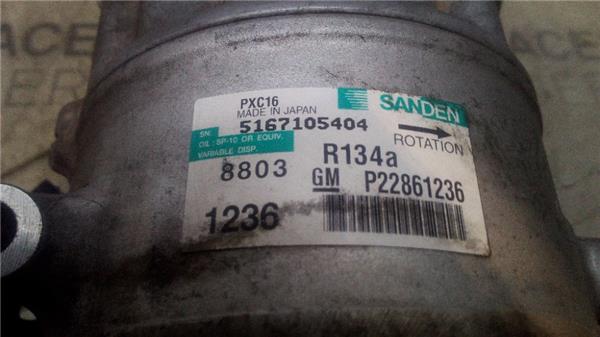 PXC16
MADE IN JAPAN
SANDEN
SN. 5167105404
ROTATION
OIL: SP-10 OR EQUIV.
VARIABLE DISP.
8803
R134a
GM P22861236
1236